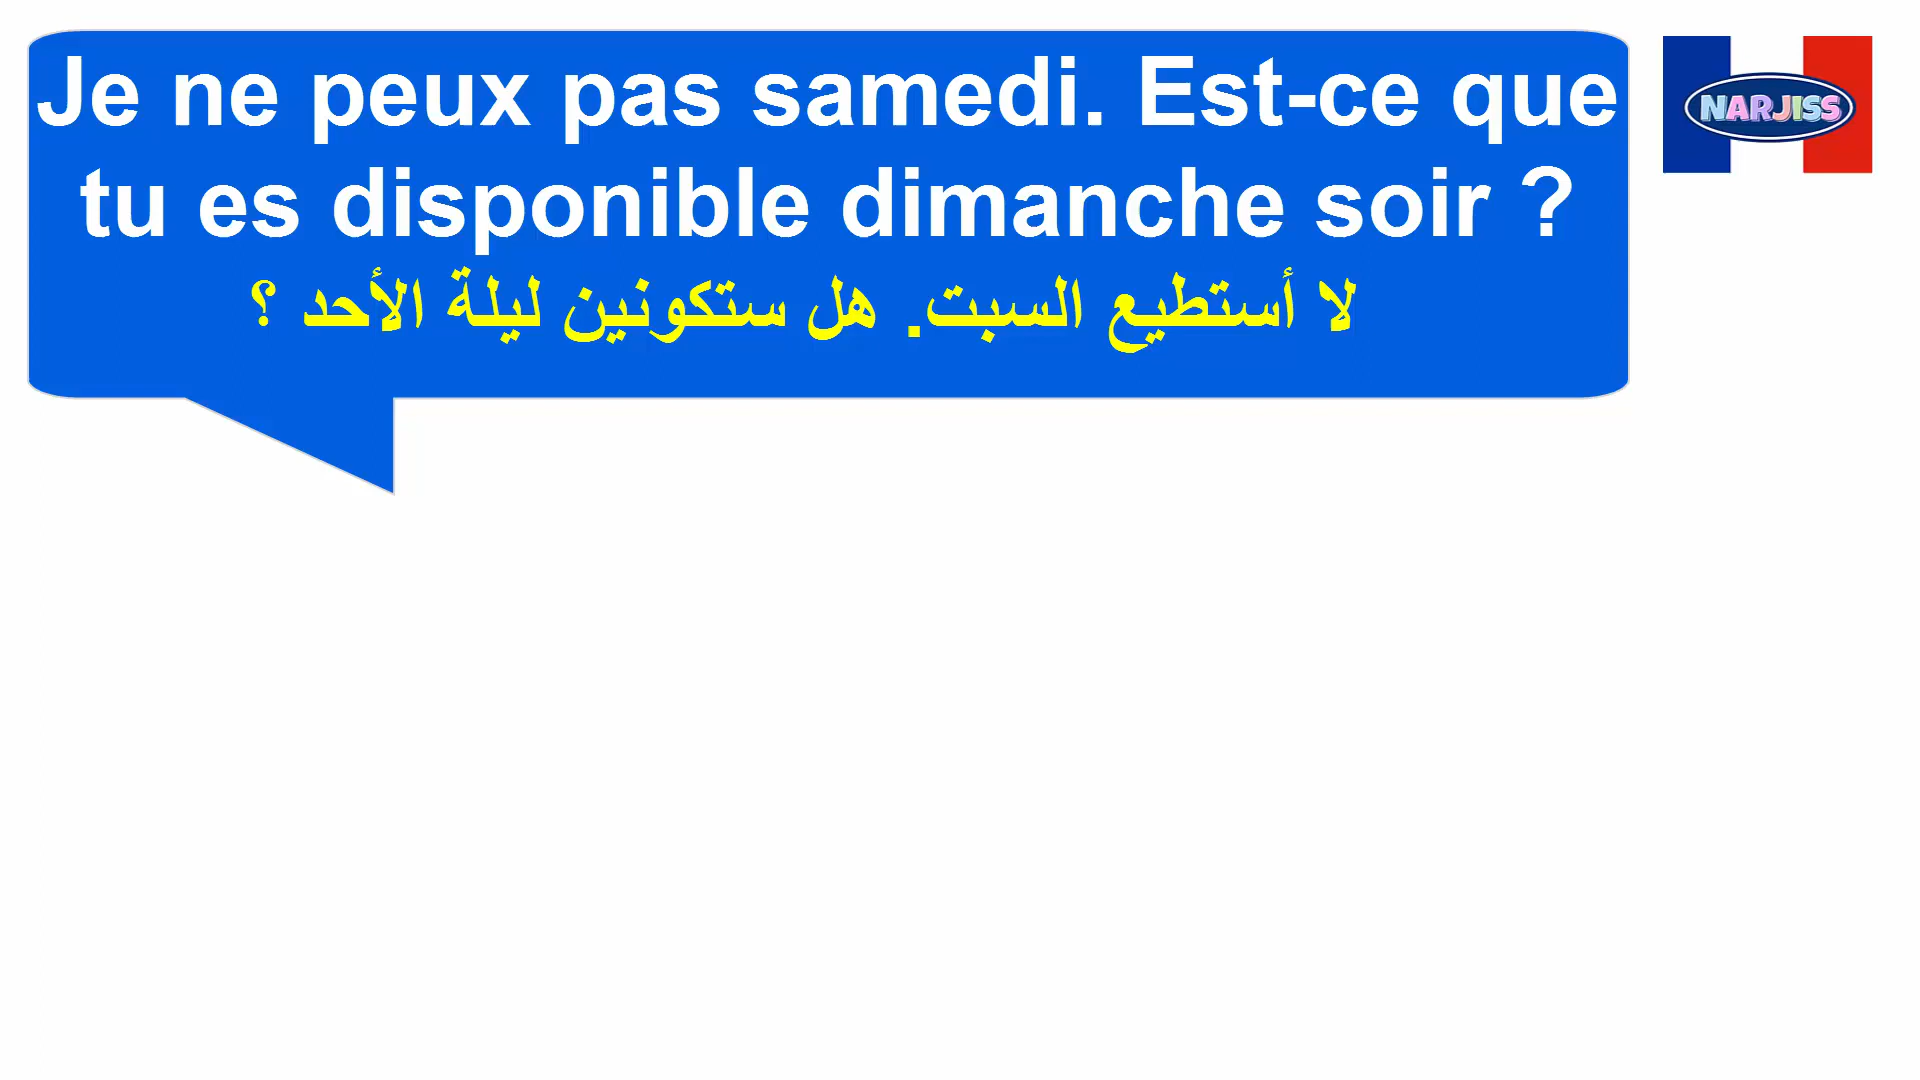 Je ne peux pas samedi. Est-ce que
tu es disponible dimanche soir ?
لا أستطيع السبت. هل ستكونين ليلة الأحد ؟
NARJISS